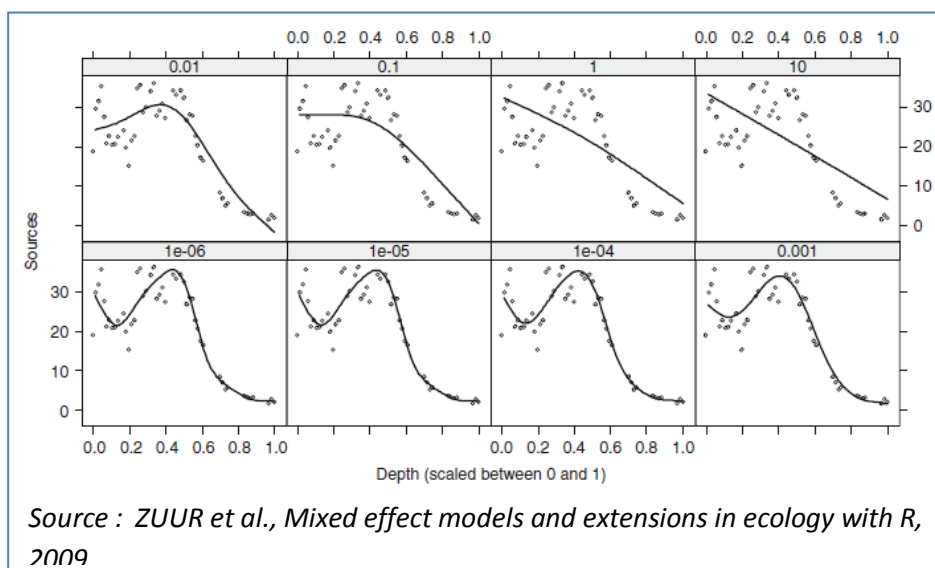 0.0 0.2 0.4 0.6 0.8 1.0 0.0 0.2 0.4 0.6 0.8 1.0
0.01 0.1 1 10
30
20
10
0
Sources
1e-06 1e-05 1e-04 0.001
30
20
10
0
0.0 0.2 0.4 0.6 0.8 1.0 0.0 0.2 0.4 0.6 0.8 1.0
Depth (scaled between 0 and 1)
Source : ZUUR et al., Mixed effect models and extensions in ecology with R,
2009